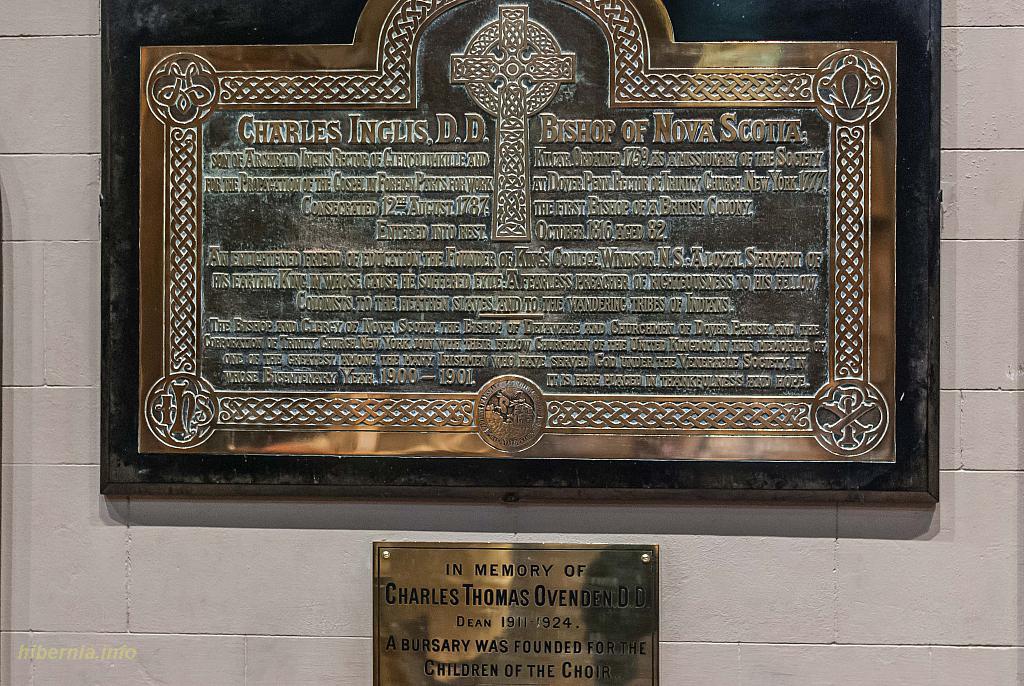 CHARLES INGLIS, D.D. BISHOP OF NOVA SCOTIA,
SON OF ARCHIBALD INGLIS RECTOR OF GLENCOLUMKILLE AND KILCAR. ORDAINED 1759 AS A MISSIONARY OF THE SOCIETY
FOR THE PROPAGATION OF THE GOSPEL IN FOREIGN PARTS FOR WORK AT DOVER PENN. RECTOR OF TRINITY CHURCH NEW YORK 1777.
CONSECRATED 12TH AUGUST 1787. THE FIRST BISHOP OF A BRITISH COLONY.
ENTERED INTO REST. OCTOBER 1816 AGED 82
AN ENLIGHTENED FRIEND OF EDUCATION, THE FOUNDER OF KING'S COLLEGE, WINDSOR, N.S. A LOYAL SERVANT OF
HIS EARTHLY KING IN WHOSE CAUSE HE SUFFERED EXILE. A FEARLESS PREACHER OF RIGHTEOUSNESS TO HIS FELLOW
COLONISTS, TO THE HEATHEN SLAVES AND TO THE WANDERING TRIBES OF INDIANS.
THE BISHOP AND CLERGY OF NOVA SCOTIA, THE BISHOP OF DELAWARE AND CHURCHMEN OF DOVER PARISH AND THE
CORPORATION OF TRINITY CHURCH NEW YORK JOIN WITH THEIR FELLOW CHURCHMEN OF THE UNITED KINGDOM IN THIS MEMORIAL OF
ONE OF THE GREATEST AMONG THE MANY IRISHMEN WHO HAVE SERVED GOD UNDER THE VENERABLE SOCIETY. IN
WHOSE BICENTENARY YEAR. 1900 — 1901. IT IS HERE PLACED IN THANKFULNESS AND HOPE.
IHS
IN MEMORY OF
CHARLES THOMAS OVENDEN D.D
DEAN 1911-1924.
A BURSARY WAS FOUNDED FOR THE
CHILDREN OF THE CHOIR
hibernia.info